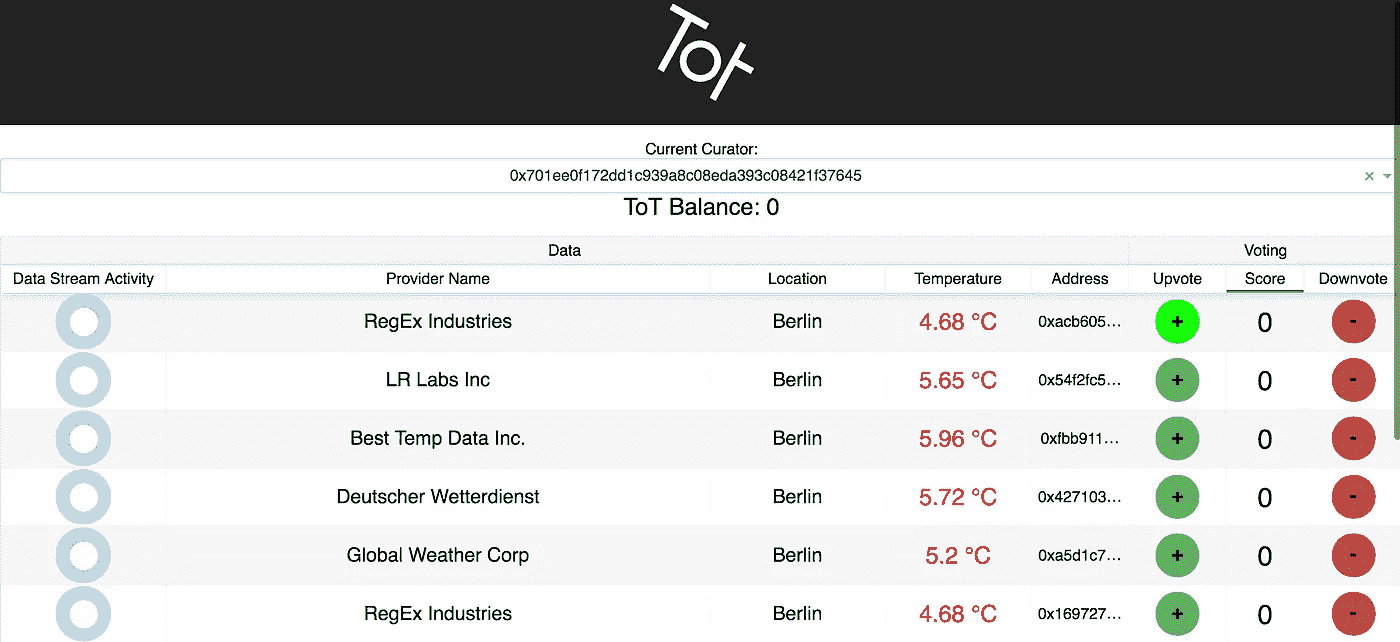 ToT
Current Curator:
0x701ee0f172dd1c939a8c08eda393c08421f37645 ×
ToT Balance: 0
Data Voting
Data Stream Activity Provider Name Location Temperature Address Upvote Score Downvote
RegEx Industries Berlin 4.68 °C 0xacb605... + 0 -
LR Labs Inc Berlin 5.65 °C 0x54f2fc5... + 0 -
Best Temp Data Inc. Berlin 5.96 °C 0xfbb911... + 0 -
Deutscher Wetterdienst Berlin 5.72 °C 0x427103... + 0 -
Global Weather Corp Berlin 5.2 °C 0xa5d1c7... + 0 -
RegEx Industries Berlin 4.68 °C 0x169727... + 0 -